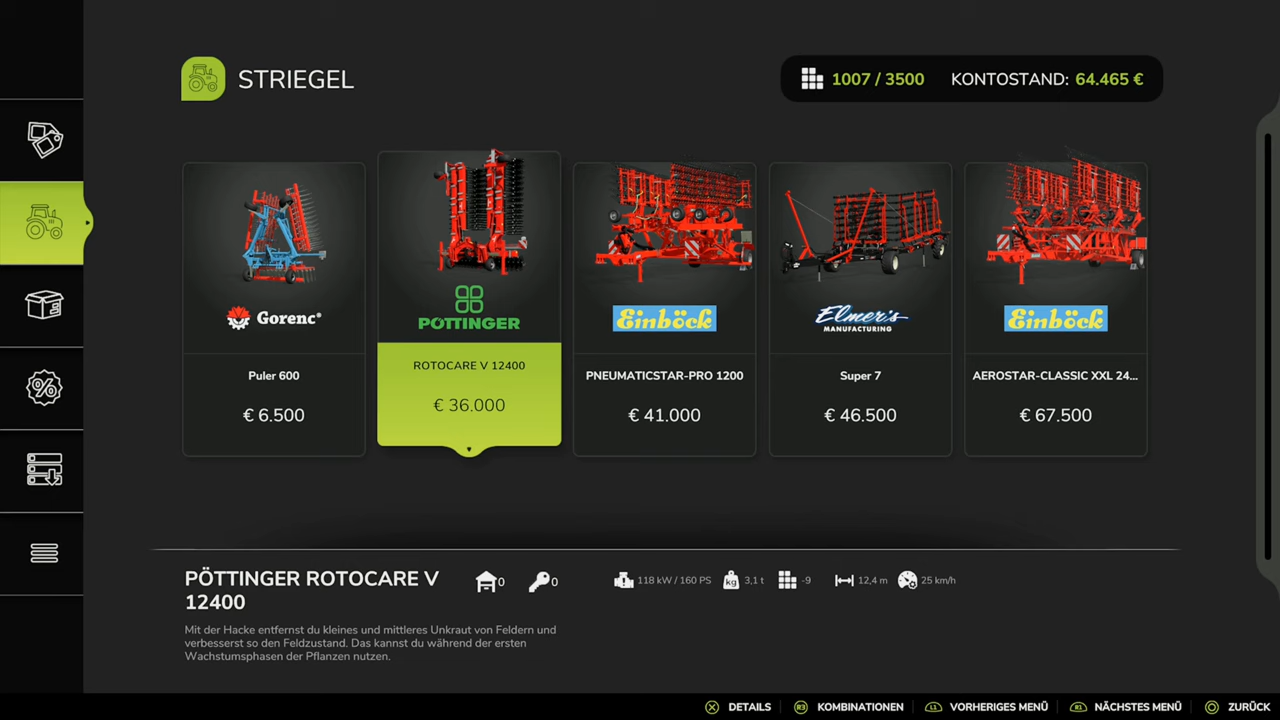 STRIEGEL
1007 / 3500 KONTOSTAND: 64.465 €
Gorenc®
PÖTTINGER
Einböck
Elmer's
MANUFACTURING
Einböck
Puler 600
ROTOCARE V 12400
PNEUMATICSTAR-PRO 1200
Super 7
AEROSTAR-CLASSIC XXL 24...
€ 6.500
€ 36.000
€ 41.000
€ 46.500
€ 67.500
PÖTTINGER ROTOCARE V
12400
0 0 118 kW / 160 PS kg 3,1 t -9 12,4 m 25 km/h
Mit der Hacke entfernst du kleines und mittleres Unkraut von Feldern und
verbesserst so den Feldzustand. Das kannst du während der ersten
Wachstumsphasen der Pflanzen nutzen.
DETAILS R3 KOMBINATIONEN L1 VORHERIGES MENÜ R1 NÄCHSTES MENÜ ZURÜCK